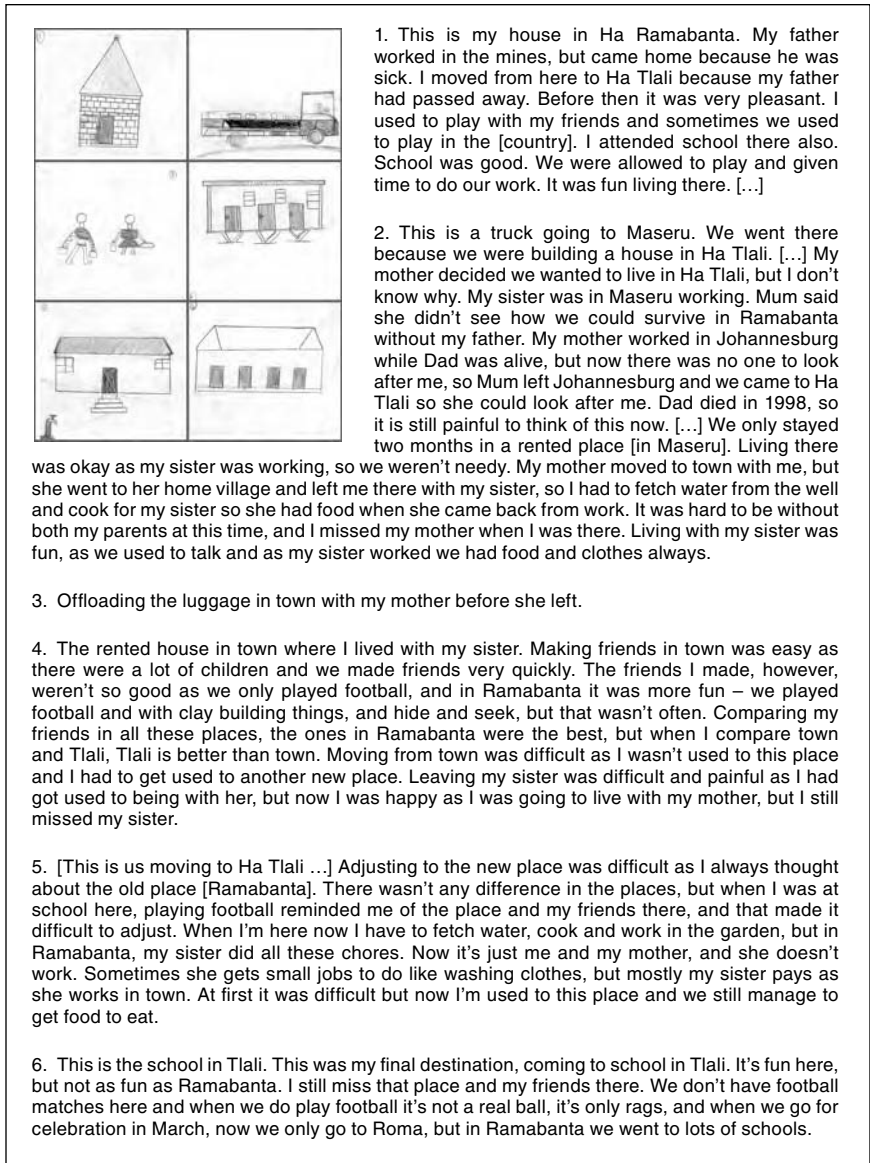 1. This is my house in Ha Ramabanta. My father
worked in the mines, but came home because he was
sick. I moved from here to Ha Tlali because my father
had passed away. Before then it was very pleasant. I
used to play with my friends and sometimes we used
to play in the [country]. I attended school there also.
School was good. We were allowed to play and given
time to do our work. It was fun living there. […]
2. This is a truck going to Maseru. We went there
because we were building a house in Ha Tlali. […] My
mother decided we wanted to live in Ha Tlali, but I don't
know why. My sister was in Maseru working. Mum said
she didn't see how we could survive in Ramabanta
without my father. My mother worked in Johannesburg
while Dad was alive, but now there was no one to look
after me, so Mum left Johannesburg and we came to Ha
Tlali so she could look after me. Dad died in 1998, so
it is still painful to think of this now. […] We only stayed
two months in a rented place [in Maseru]. Living there
was okay as my sister was working, so we weren't needy. My mother moved to town with me, but
she went to her home village and left me there with my sister, so I had to fetch water from the well
and cook for my sister so she had food when she came back from work. It was hard to be without
both my parents at this time, and I missed my mother when I was there. Living with my sister was
fun, as we used to talk and as my sister worked we had food and clothes always.
3. Offloading the luggage in town with my mother before she left.
4. The rented house in town where I lived with my sister. Making friends in town was easy as
there were a lot of children and we made friends very quickly. The friends I made, however,
weren't so good as we only played football, and in Ramabanta it was more fun – we played
football and with clay building things, and hide and seek, but that wasn't often. Comparing my
friends in all these places, the ones in Ramabanta were the best, but when I compare town
and Tlali, Tlali is better than town. Moving from town was difficult as I wasn't used to this place
and I had to get used to another new place. Leaving my sister was difficult and painful as I had
got used to being with her, but now I was happy as I was going to live with my mother, but I still
missed my sister.
5. [This is us moving to Ha Tlali …] Adjusting to the new place was difficult as I always thought
about the old place [Ramabanta]. There wasn't any difference in the places, but when I was at
school here, playing football reminded me of the place and my friends there, and that made it
difficult to adjust. When I'm here now I have to fetch water, cook and work in the garden, but in
Ramabanta, my sister did all these chores. Now it's just me and my mother, and she doesn't
work. Sometimes she gets small jobs to do like washing clothes, but mostly my sister pays as
she works in town. At first it was difficult but now I'm used to this place and we still manage to
get food to eat.
6. This is the school in Tlali. This was my final destination, coming to school in Tlali. It's fun here,
but not as fun as Ramabanta. I still miss that place and my friends there. We don't have football
matches here and when we do play football it's not a real ball, it's only rags, and when we go for
celebration in March, now we only go to Roma, but in Ramabanta we went to lots of schools.